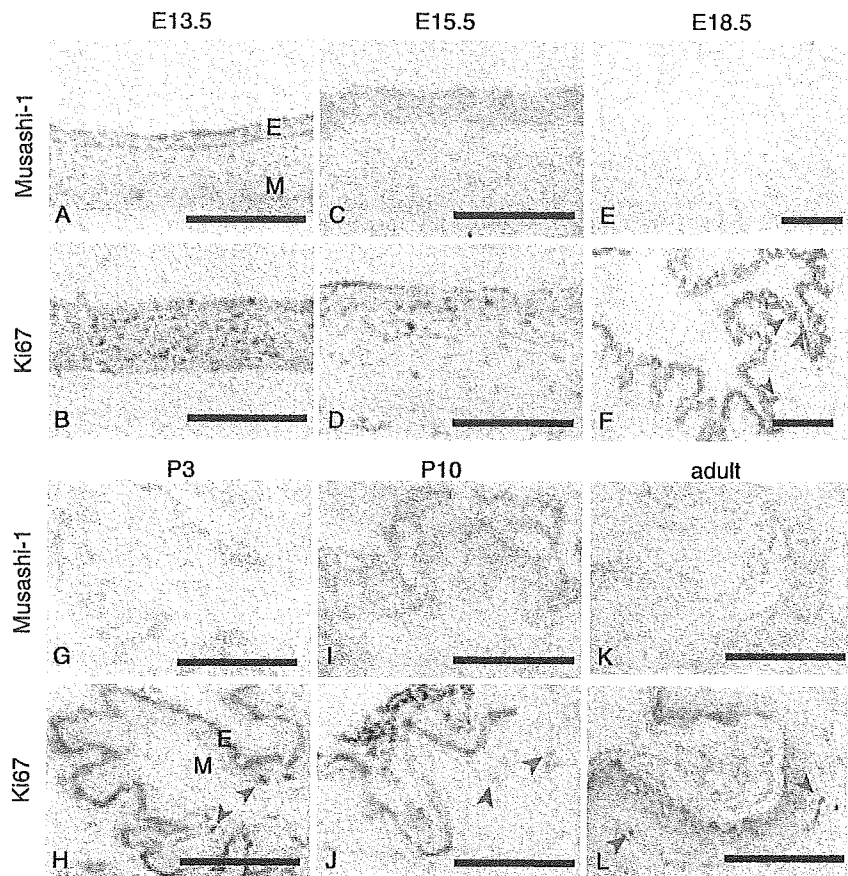 E13.5 E15.5 E18.5
Musashi-1
E
M
A C E
Ki67
B D F
P3 P10 adult
Musashi-1
G I K
Ki67
E
M
H J L